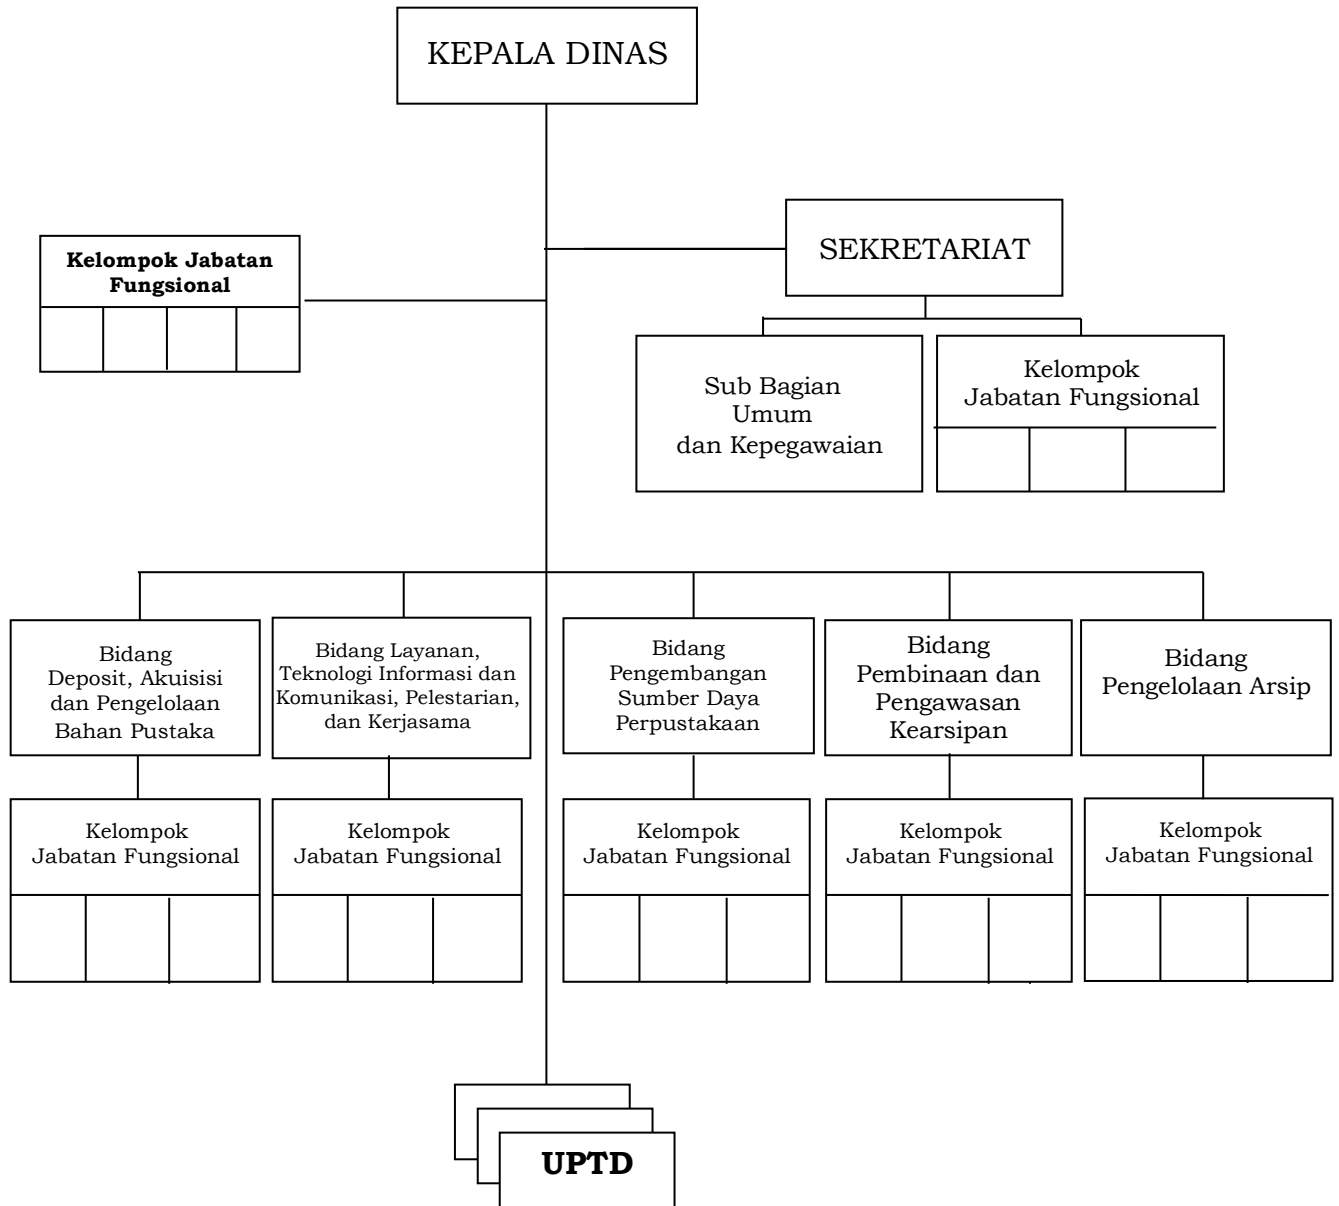 KEPALA DINAS
SEKRETARIAT
Kelompok Jabatan
Fungsional
Sub Bagian
Umum
dan Kepegawaian
Kelompok
Jabatan Fungsional
Bidang
Deposit, Akuisisi
dan Pengelolaan
Bahan Pustaka
Bidang Layanan,
Teknologi Informasi dan
Komunikasi, Pelestarian,
dan Kerjasama
Bidang
Pengembangan
Sumber Daya
Perpustakaan
Bidang
Pembinaan dan
Pengawasan
Kearsipan
Bidang
Pengelolaan Arsip
Kelompok
Jabatan Fungsional
Kelompok
Jabatan Fungsional
Kelompok
Jabatan Fungsional
Kelompok
Jabatan Fungsional
Kelompok
Jabatan Fungsional
UPTD